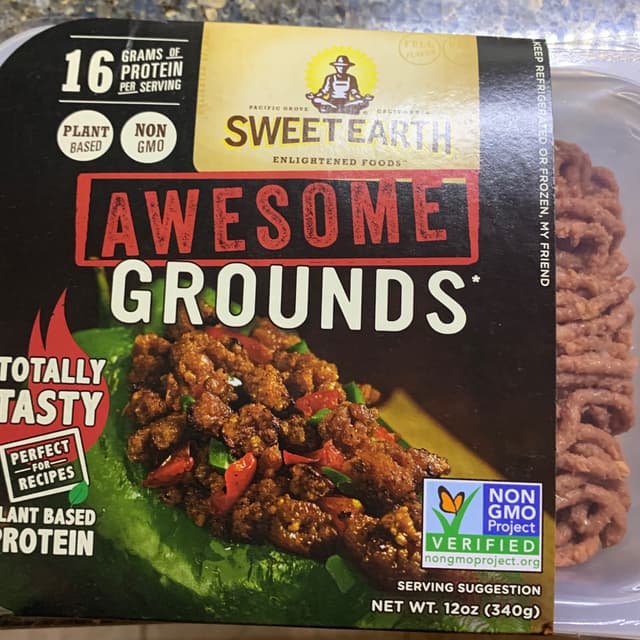 16 GRAMS OF
PROTEIN
PER SERVING
PLANT
BASED
NON
GMO
PACIFIC GROVE CALIFORNIA
SWEET EARTH
ENLIGHTENED FOODS™
AWESOME
GROUNDS*
KEEP REFRIGERATED OR FROZEN, MY FRIEND
TOTALLY
TASTY
PERFECT
FOR
RECIPES
LANT BASED
PROTEIN
NON
GMO
Project
VERIFIED
nongmoproject.org
SERVING SUGGESTION
NET WT. 12oz (340g)